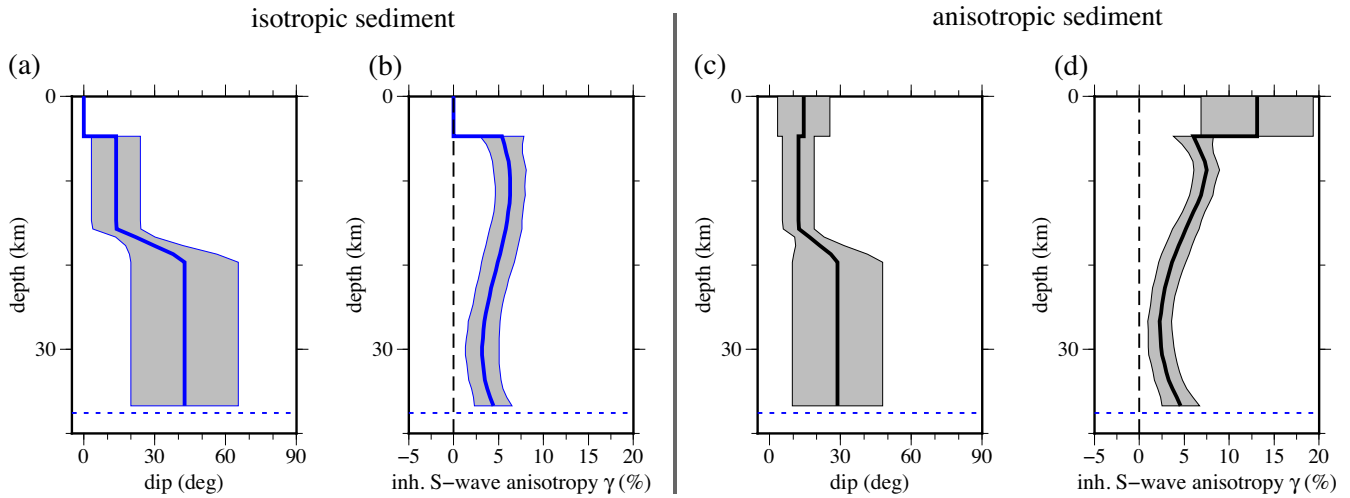 isotropic sediment
anisotropic sediment
(a)
(b)
(c)
(d)
0
30
depth (km)
0 30 60 90
dip (deg)
0
30
depth (km)
−5 0 5 10 15 20
inh. S−wave anisotropy γ (%)
0
30
depth (km)
0 30 60 90
dip (deg)
0
30
depth (km)
−5 0 5 10 15 20
inh. S−wave anisotropy γ (%)